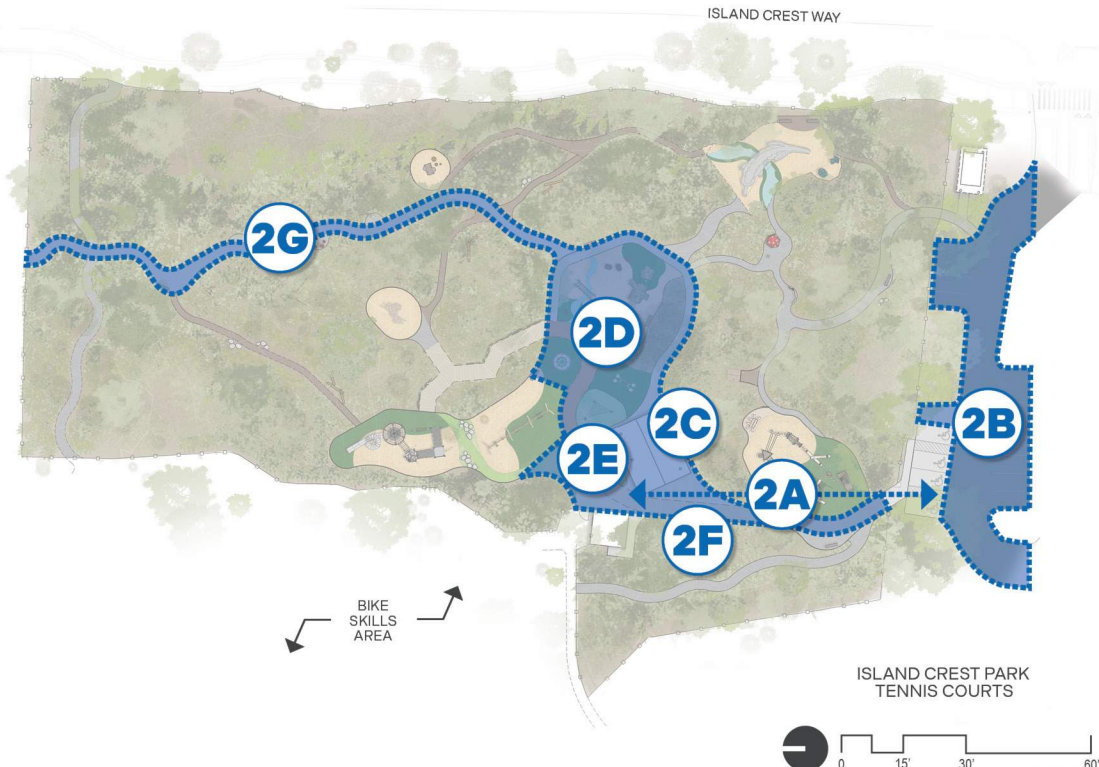 ISLAND CREST WAY
2G
2D
2C
2B
2E
2A
2F
BIKE
SKILLS
AREA
ISLAND CREST PARK
TENNIS COURTS
0 15' 30' 60'